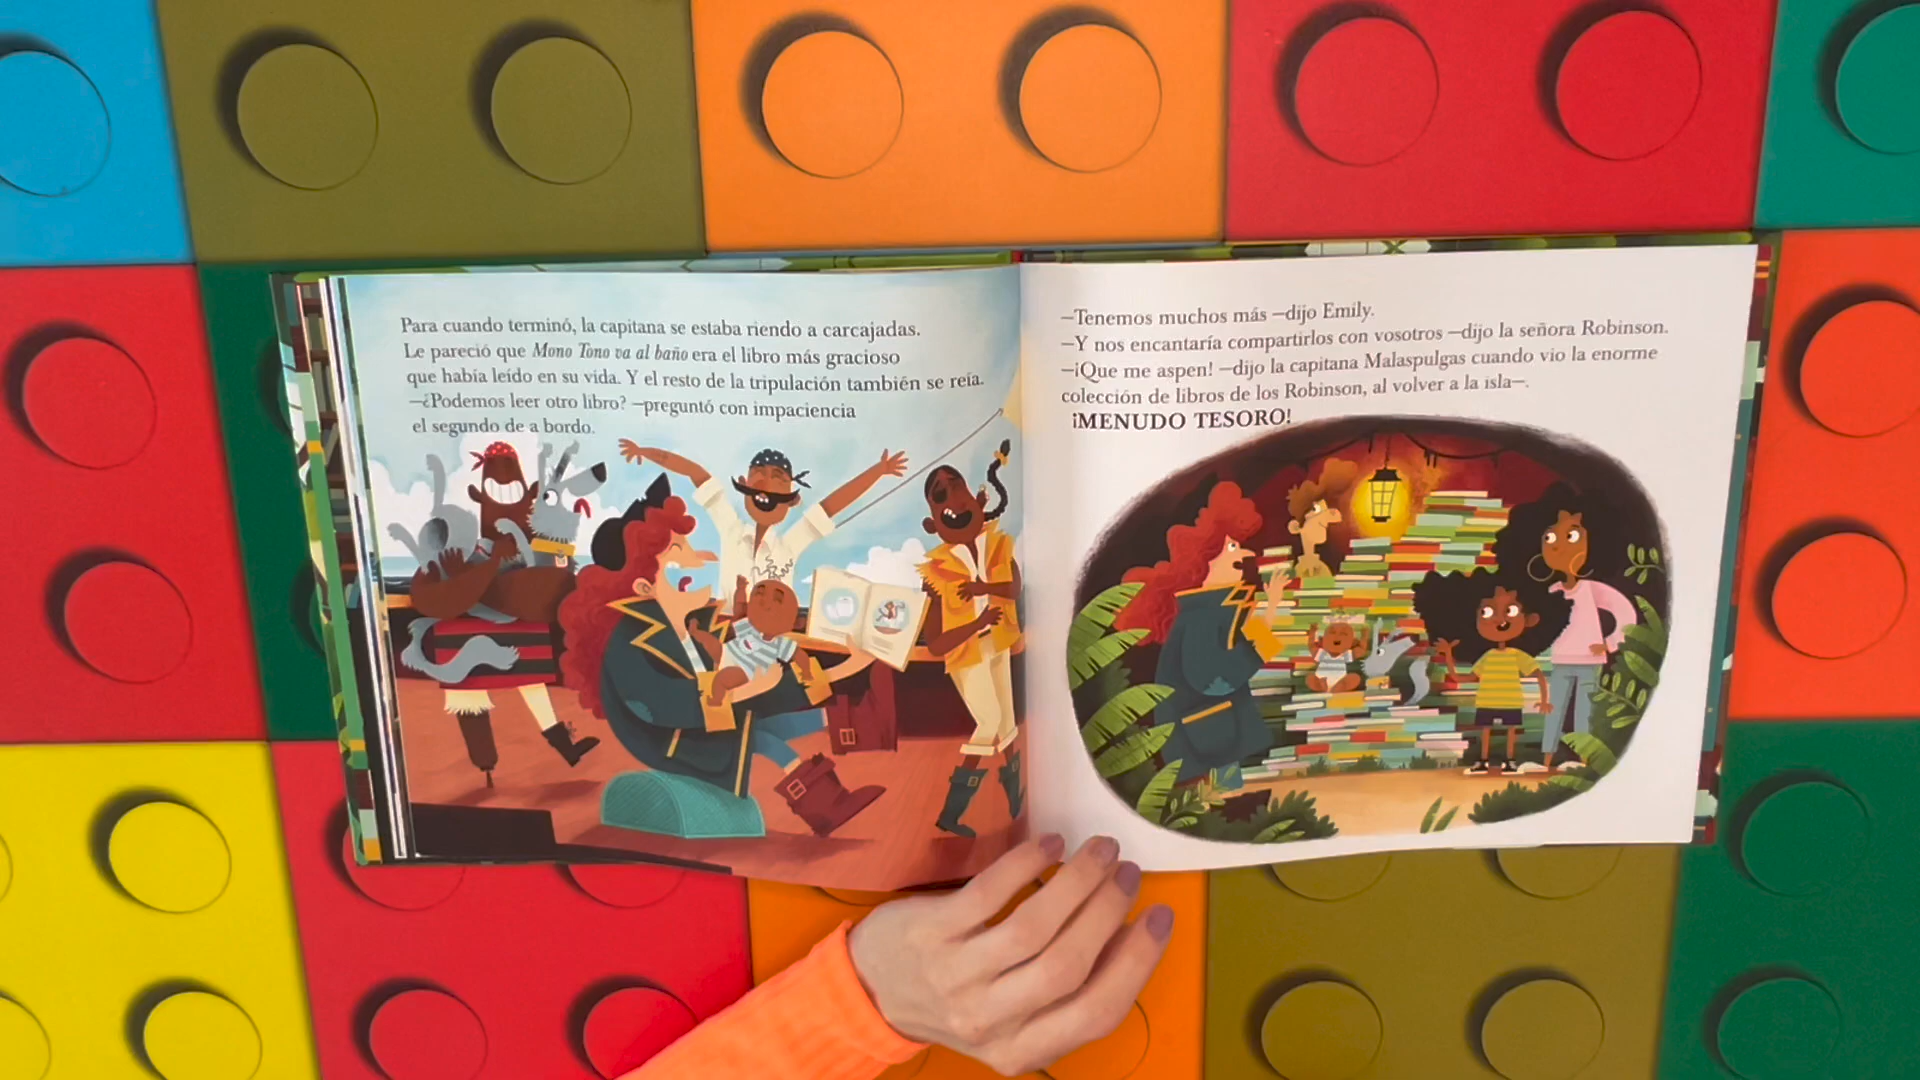 Para cuando terminó, la capitana se estaba riendo a carcajadas.
Le pareció que Mono Tono va al baño era el libro más gracioso
que había leído en su vida. Y el resto de la tripulación también se reía.
—¿Podemos leer otro libro? —preguntó con impaciencia
el segundo de a bordo.
—Tenemos muchos más —dijo Emily.
—Y nos encantaría compartirlos con vosotros —dijo la señora Robinson.
—¡Que me aspen! —dijo la capitana Malaspulgas cuando vio la enorme
colección de libros de los Robinson, al volver a la isla—.
¡MENUDO TESORO!